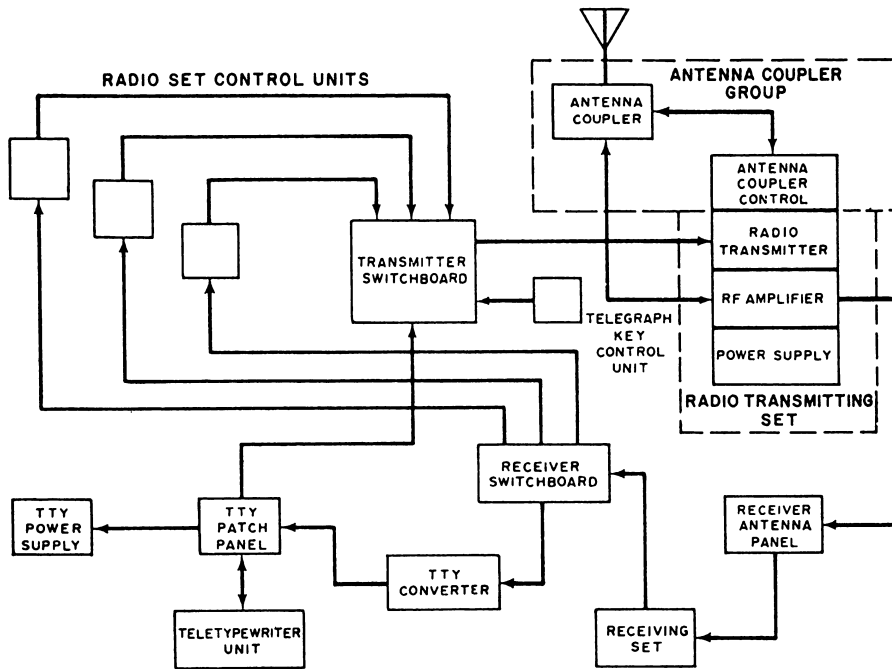 RADIO SET CONTROL UNITS
ANTENNA COUPLER
GROUP
ANTENNA
COUPLER
ANTENNA
COUPLER
CONTROL
RADIO
TRANSMITTER
RF AMPLIFIER
POWER SUPPLY
RADIO TRANSMITTING
SET
TRANSMITTER
SWITCHBOARD
TELEGRAPH
KEY
CONTROL
UNIT
RECEIVER
SWITCHBOARD
TTY
POWER
SUPPLY
TTY
PATCH
PANEL
TTY
CONVERTER
TELETYPEWRITER
UNIT
RECEIVER
ANTENNA
PANEL
RECEIVING
SET